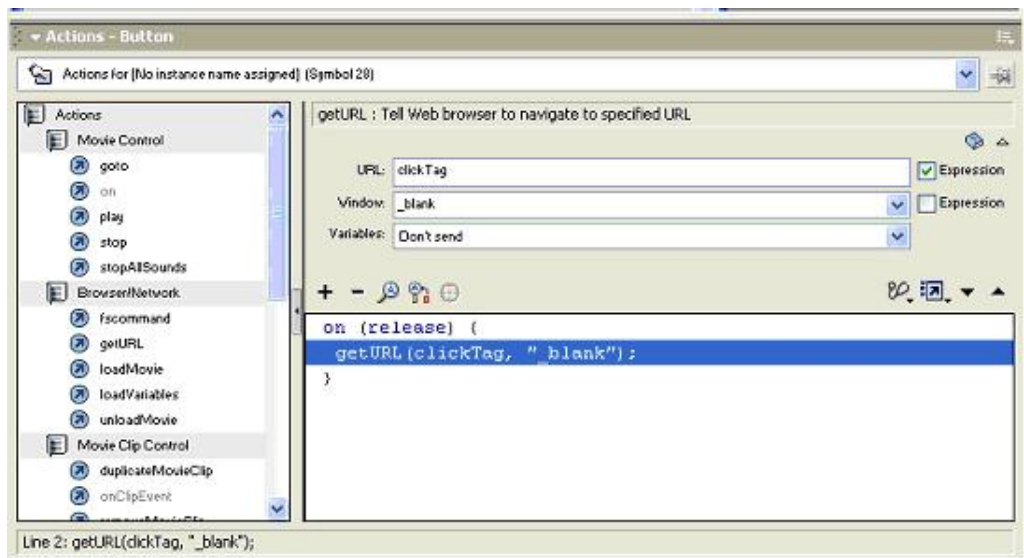 Actions - Button
Actions for [No instance name assigned] (Symbol 28)
Actions
Movie Control
goto
on
play
stop
stopAllSounds
Browser/Network
fscommand
getURL
loadMovie
loadVariables
unloadMovie
Movie Clip Control
duplicateMovieClip
onClipEvent
getURL : Tell Web browser to navigate to specified URL
URL: clickTag Expression
Window: _blank Expression
Variables: Don't send
on (release) {
getURL(clickTag, "_blank");
}
Line 2: getURL(clickTag, "_blank");